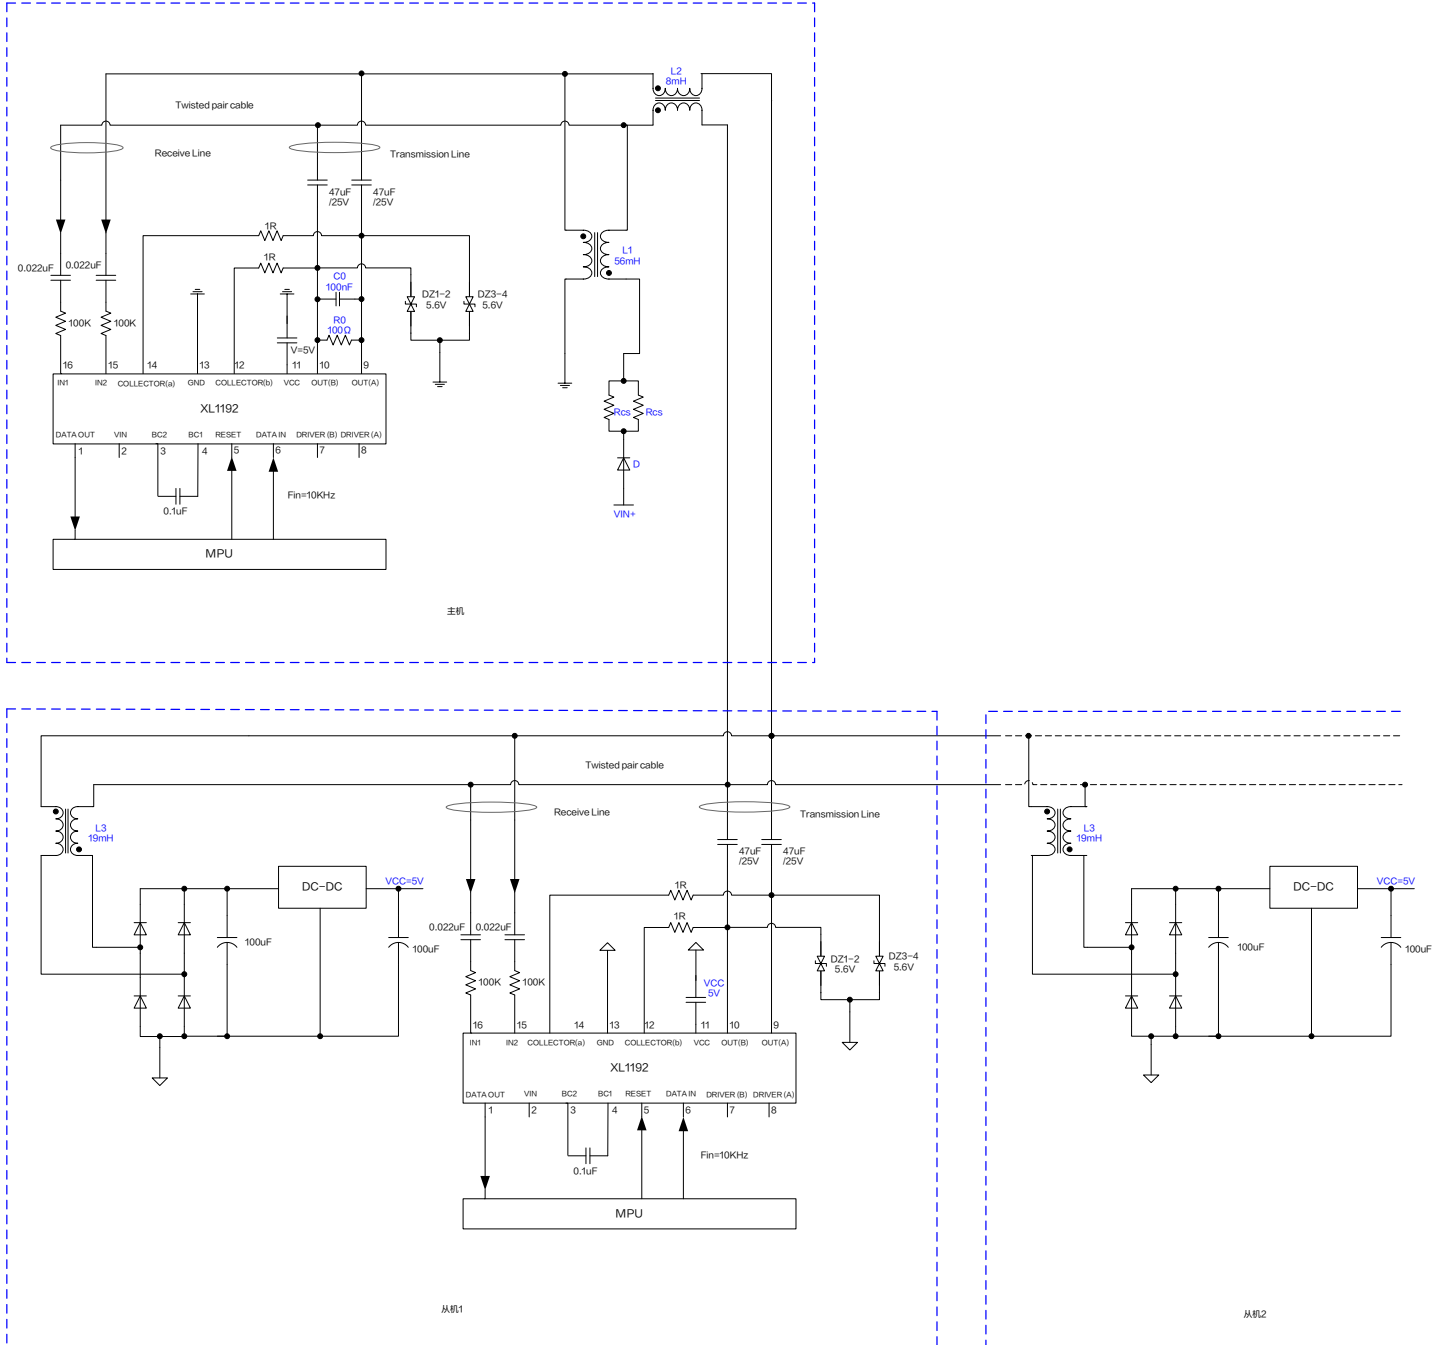 L2
8mH
Twisted pair cable
Receive Line
Transmission Line
47uF
/25V
47uF
/25V
1R
1R
L1
56mH
0.022uF
0.022uF
C0
100nF
DZ1-2
5.6V
DZ3-4
5.6V
100K
100K
R0
100Ω
V=5V
16
15
14
13
12
11
10
9
IN1
IN2
COLLECTOR(a)
GND
COLLECTOR(b)
VCC
OUT(B)
OUT(A)
XL1192
Rcs
Rcs
DATA OUT
VIN
BC2
BC1
RESET
DATA IN
DRIVER (B)
DRIVER (A)
1
2
3
4
5
6
7
8
D
Fin=10KHz
0.1uF
VIN+
MPU
主机
Twisted pair cable
Receive Line
Transmission Line
L3
19mH
L3
19mH
47uF
/25V
47uF
/25V
DC-DC
VCC=5V
1R
DC-DC
VCC=5V
1R
0.022uF
0.022uF
100uF
100uF
100uF
100uF
DZ1-2
5.6V
DZ3-4
5.6V
100K
100K
VCC
5V
16
15
14
13
12
11
10
9
IN1
IN2
COLLECTOR(a)
GND
COLLECTOR(b)
VCC
OUT(B)
OUT(A)
XL1192
DATA OUT
VIN
BC2
BC1
RESET
DATA IN
DRIVER (B)
DRIVER (A)
1
2
3
4
5
6
7
8
Fin=10KHz
0.1uF
MPU
从机1
从机2